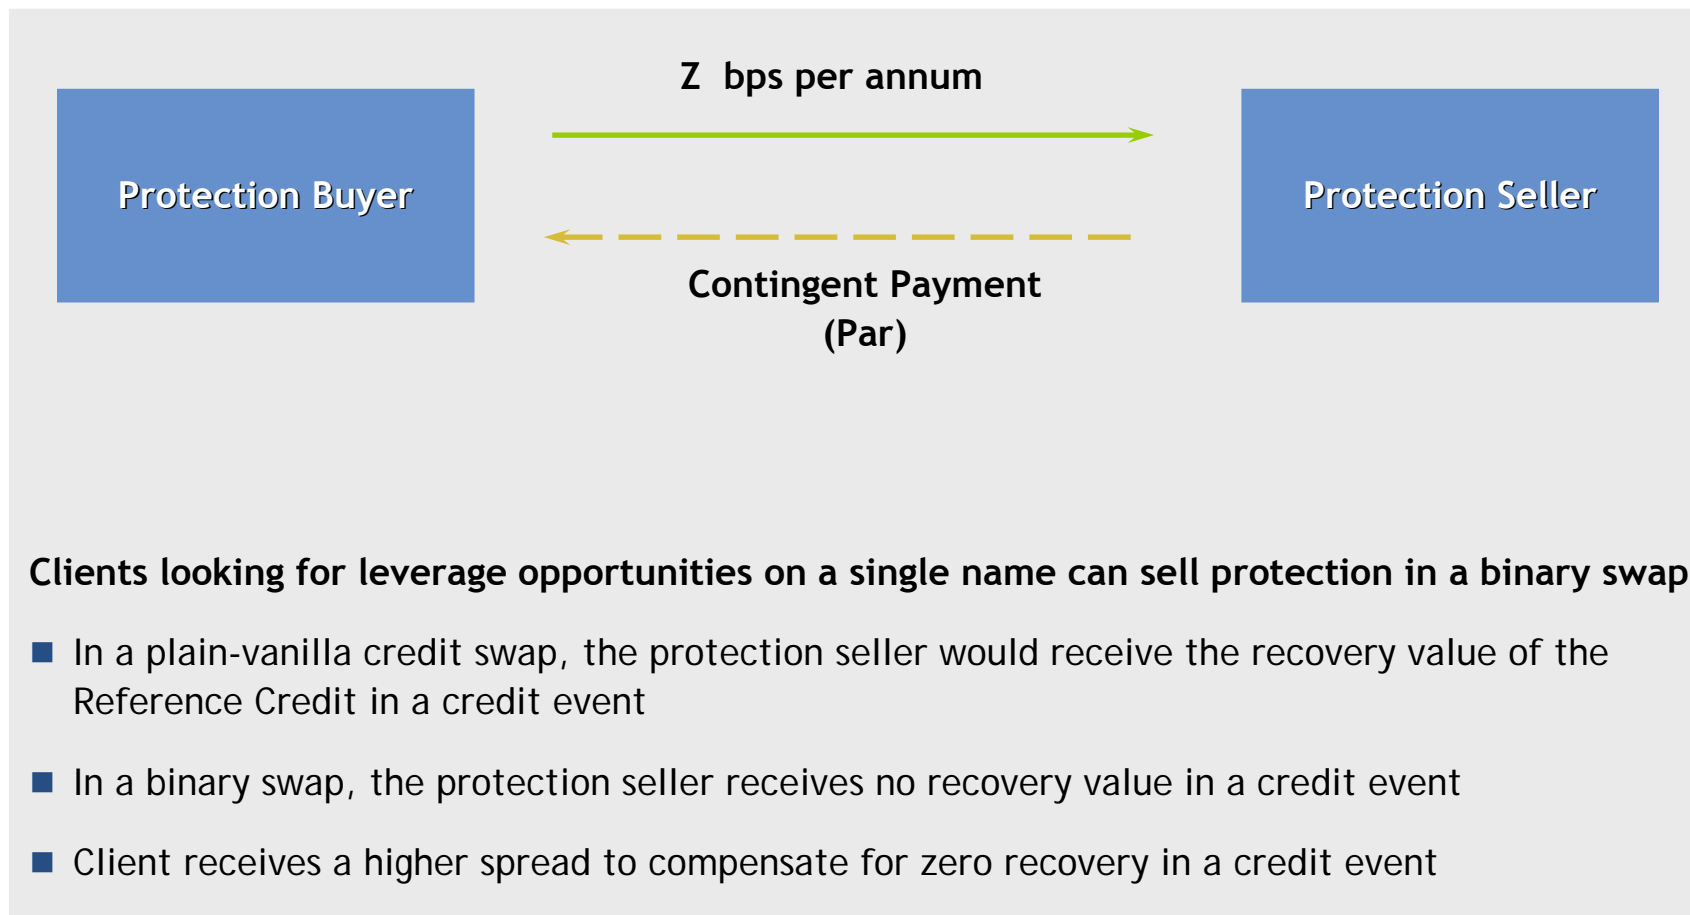 Z bps per annum
Protection Buyer
Protection Seller
Contingent Payment
(Par)
Clients looking for leverage opportunities on a single name can sell protection in a binary swap
In a plain-vanilla credit swap, the protection seller would receive the recovery value of the
Reference Credit in a credit event
In a binary swap, the protection seller receives no recovery value in a credit event
Client receives a higher spread to compensate for zero recovery in a credit event